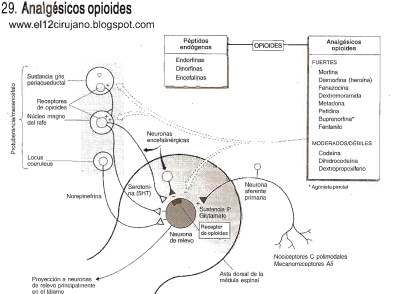 29. Analgésicos opioides
www.el12cirujano.blogspot.com
Péptidos
endógenos
Endorfinas
Dinorfinas
Encefalinas
OPIOIDES
Analgésicos
opioides
FUERTES
Morfina
Diamorfina (heroína)
Fenazocina
Dextromoramida
Metadona
Petidina
Buprenorfina*
Fentanilo
MODERADOS/DÉBILES
Codeína
Dihidrocodeína
Dextropropoxifeno
* Agonista parcial
Protuberancia/mesencéfalo
Sustancia gris
periacueductal
Receptores
de opioides
Núcleo magno
del rafe
Locus
coeruleus
Norepinefrina
Serotoni-
na (5HT)
Neuronas
encefalinérgicas
Sustancia P
Glutamato
Receptor
de opioides
Neurona
de relevo
Neurona
aferente
primaria
Nociceptores C polimodales
Mecanorreceptores Aδ
Asta dorsal de la
médula espinal
Proyección a neuronas
de relevo principalmente
en el tálamo